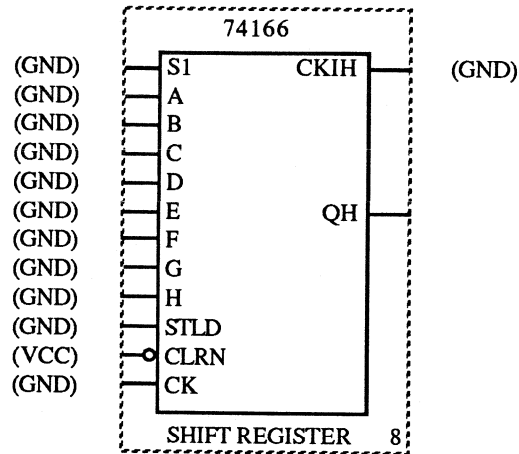 74166
(GND) S1 CKIH (GND)
(GND) A
(GND) B
(GND) C
(GND) D
(GND) E QH
(GND) F
(GND) G
(GND) H
(GND) STLD
(VCC) CLRN
(GND) CK
SHIFT REGISTER 8